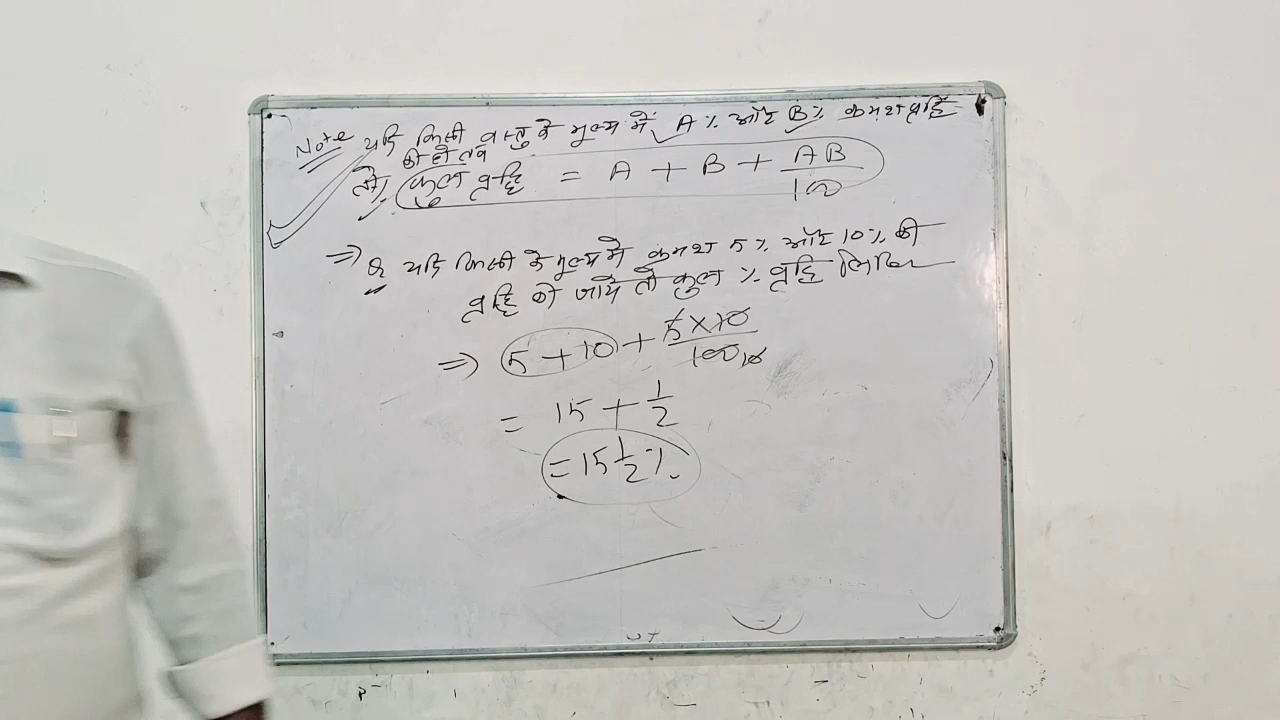 Note यदि किसी वस्तु के मूल्य में A% और B% क्रमश वृद्धि
की हो तब
तो, कुल वृद्धि = A + B + AB/100
⇒ Q यदि किसी के मूल्य में क्रमश 5% और 10% की
वृद्धि की जाये तो कुल % वृद्धि
⇒ 5 + 10 + 5×10/100 10
= 15 + 1/2
= 15 1/2 %